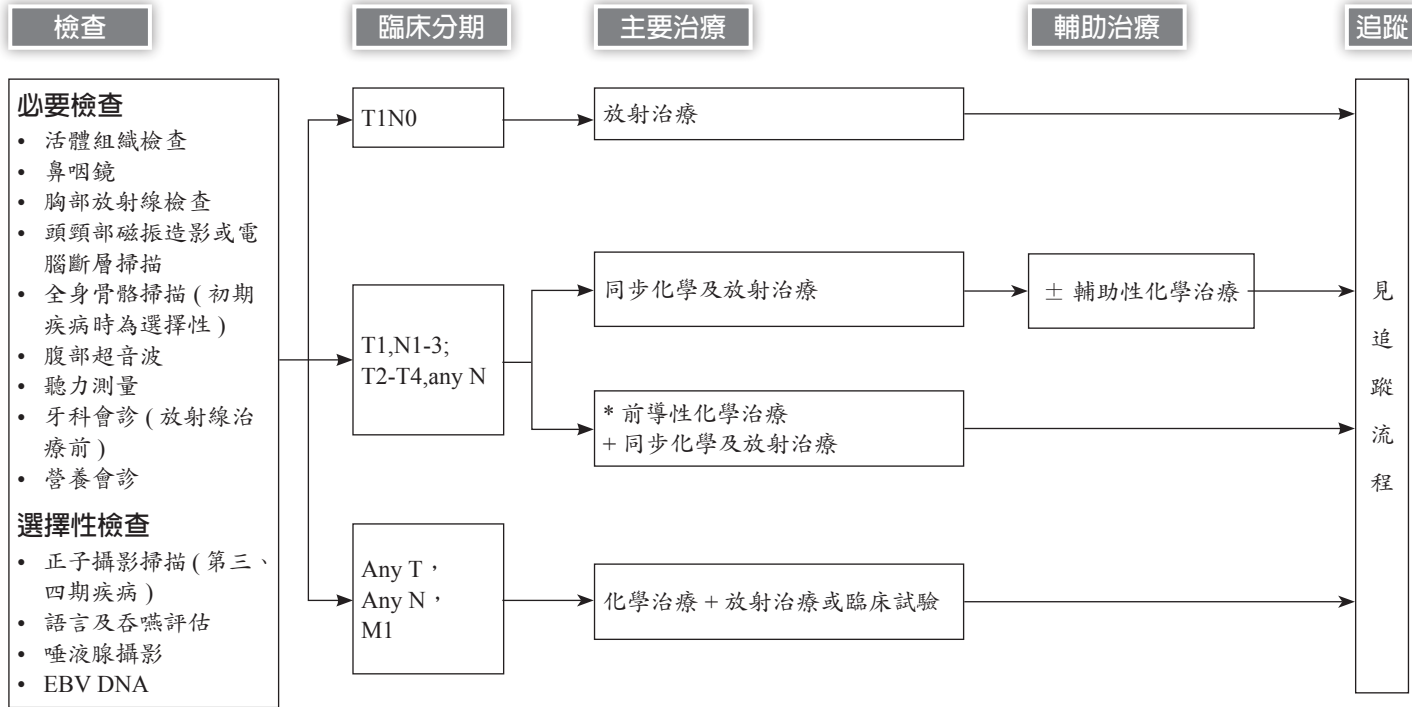 檢查
臨床分期
主要治療
輔助治療
追蹤
必要檢查
• 活體組織檢查
• 鼻咽鏡
• 胸部放射線檢查
• 頭頸部磁振造影或電
腦斷層掃描
• 全身骨骼掃描 ( 初期
疾病時為選擇性 )
• 腹部超音波
• 聽力測量
• 牙科會診 ( 放射線治
療前 )
• 營養會診
選擇性檢查
• 正子攝影掃描 ( 第三、
四期疾病 )
• 語言及吞嚥評估
• 唾液腺攝影
• EBV DNA
T1N0
放射治療
T1,N1-3;
T2-T4,any N
同步化學及放射治療
± 輔助性化學治療
* 前導性化學治療
+ 同步化學及放射治療
Any T，
Any N，
M1
化學治療 + 放射治療或臨床試驗
見
追
蹤
流
程